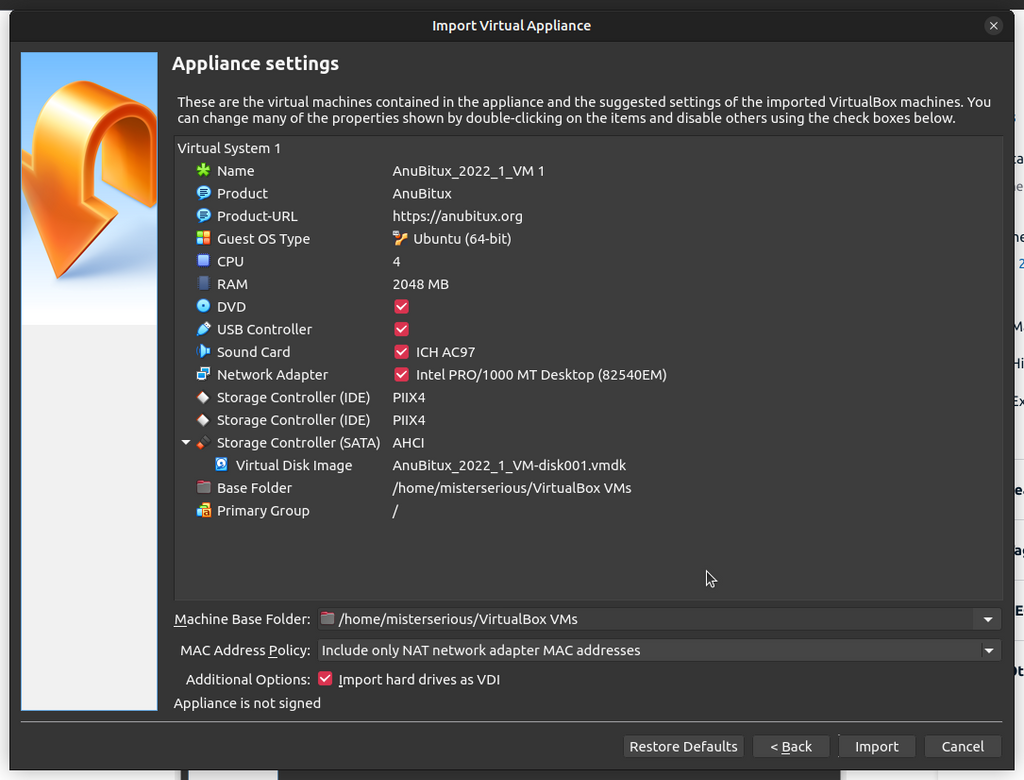 Import Virtual Appliance
Appliance settings
These are the virtual machines contained in the appliance and the suggested settings of the imported VirtualBox machines. You
can change many of the properties shown by double-clicking on the items and disable others using the check boxes below.
Virtual System 1
Name AnuBitux_2022_1_VM 1
Product AnuBitux
Product-URL https://anubitux.org
Guest OS Type Ubuntu (64-bit)
CPU 4
RAM 2048 MB
DVD
USB Controller
Sound Card ICH AC97
Network Adapter Intel PRO/1000 MT Desktop (82540EM)
Storage Controller (IDE) PIIX4
Storage Controller (IDE) PIIX4
Storage Controller (SATA) AHCI
Virtual Disk Image AnuBitux_2022_1_VM-disk001.vmdk
Base Folder /home/misterserious/VirtualBox VMs
Primary Group /
Machine Base Folder: /home/misterserious/VirtualBox VMs
MAC Address Policy: Include only NAT network adapter MAC addresses
Additional Options: Import hard drives as VDI
Appliance is not signed
Restore Defaults < Back Import Cancel